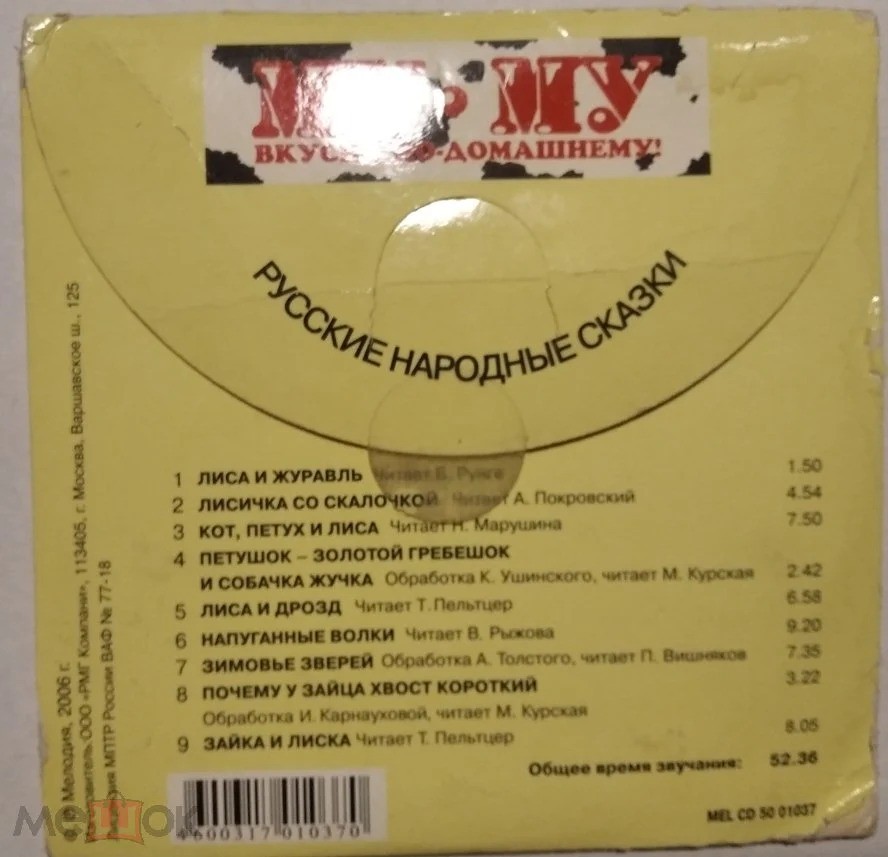 МУ
-ДОМАШНЕМУ!
РУССКИЕ НАРОДНЫЕ СКАЗКИ
1 ЛИСА И ЖУРАВЛЬ Читает Б. Рунге 1.50
2 ЛИСИЧКА СО СКАЛОЧКОЙ Читает А. Покровский 4.54
3 КОТ, ПЕТУХ И ЛИСА Читает Н. Марушина 7.50
4 ПЕТУШОК – ЗОЛОТОЙ ГРЕБЕШОК
И СОБАЧКА ЖУЧКА Обработка К. Ушинского, читает М. Курская 2.42
5 ЛИСА И ДРОЗД Читает Т. Пельтцер 6.58
6 НАПУГАННЫЕ ВОЛКИ Читает В. Рыжова 9.20
7 ЗИМОВЬЕ ЗВЕРЕЙ Обработка А. Толстого, читает П. Вишняков 7.35
8 ПОЧЕМУ У ЗАЙЦА ХВОСТ КОРОТКИЙ 3.22
Обработка И. Карнауховой, читает М. Курская
9 ЗАЙКА И ЛИСКА Читает Т. Пельтцер 8.05
Общее время звучания: 52.36
MEL CD 50 01037
4600317010370
Мелодия, 2006 г.
ООО «РМГ Компани», 113405, г. Москва, Варшавское ш., 125
МПТР России ВАФ № 77-18
Мешок